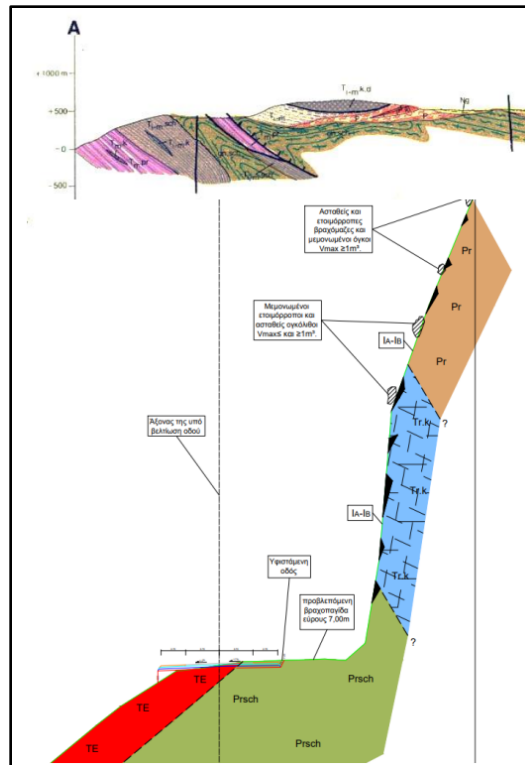 A
+1000 m
+500
-0
-500
Ti-m.k.d
Ng
Ασταθείς και
ετοιμόρροπες
βραχόμαζες και
μεμονωμένοι όγκοι
Vmax ≥1m³.
Pr
Μεμονωμένοι
ετοιμόρροποι και
ασταθείς ογκόλιθοι
Vmax≤ και ≥1m³.
Pr
IA-IB
Pr
?
Άξονας της υπό
βελτίωση οδού
Tr.k
Tr.k
IA-IB
Υφιστάμενη
οδός
Tr.k
προβλεπόμενη
βραχοπαγίδα
εύρους 7,00m
?
TE
Prsch
TE
TE
Prsch